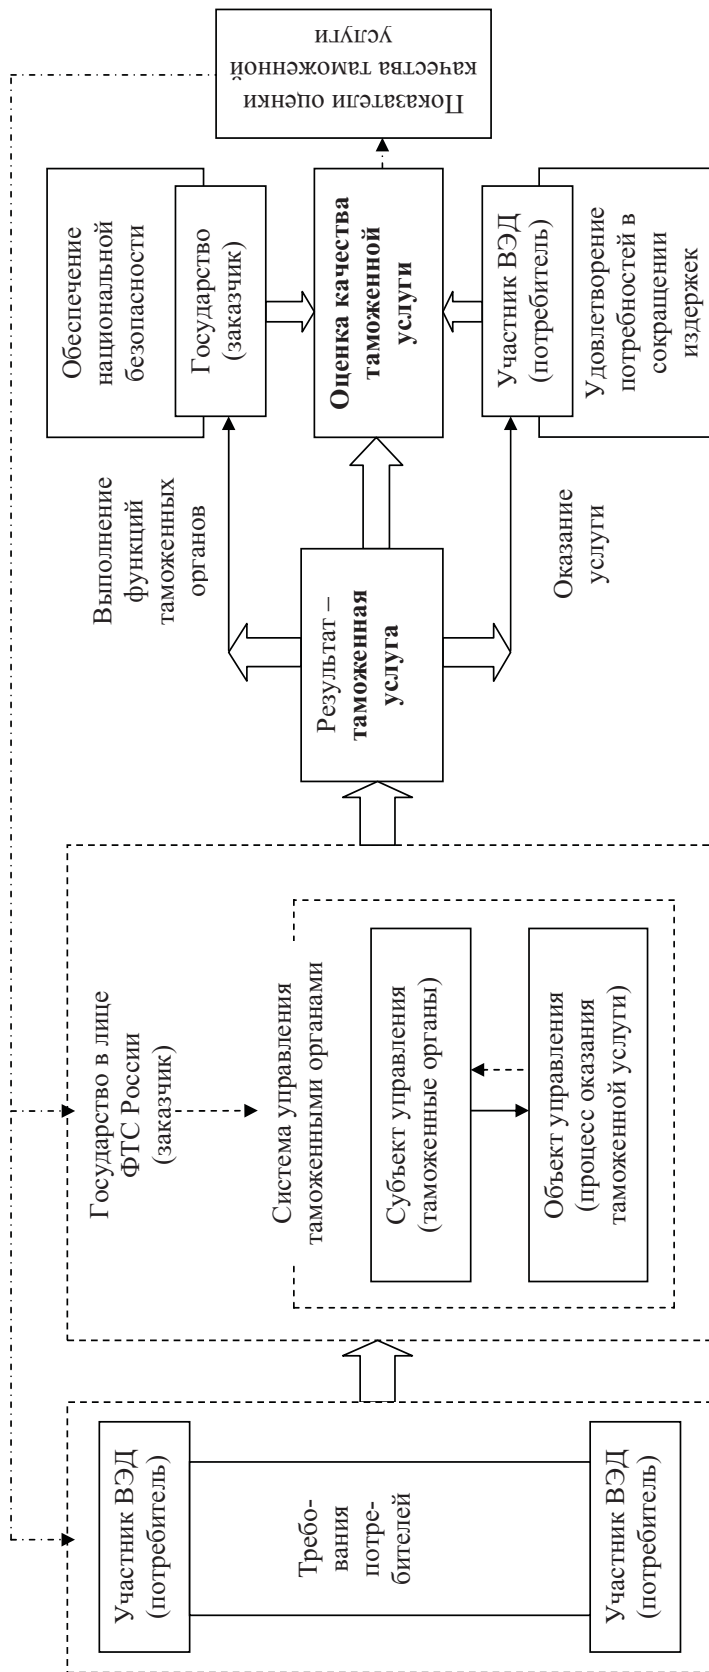 Участник ВЭД
(потребитель)
Требо-
вания
потре-
бителей
Участник ВЭД
(потребитель)
Государство в лице
ФТС России
(заказчик)
Система управления
таможенными органами
Субъект управления
(таможенные органы)
Объект управления
(процесс оказания
таможенной услуги)
Результат –
таможенная
услуга
Выполнение
функций
таможенных
органов
Оказание
услуги
Обеспечение
национальной
безопасности
Государство
(заказчик)
Оценка качества
таможенной
услуги
Участник ВЭД
(потребитель)
Удовлетворение
потребностей в
сокращении
издержек
Показатели оценки
качества таможенной
услуги